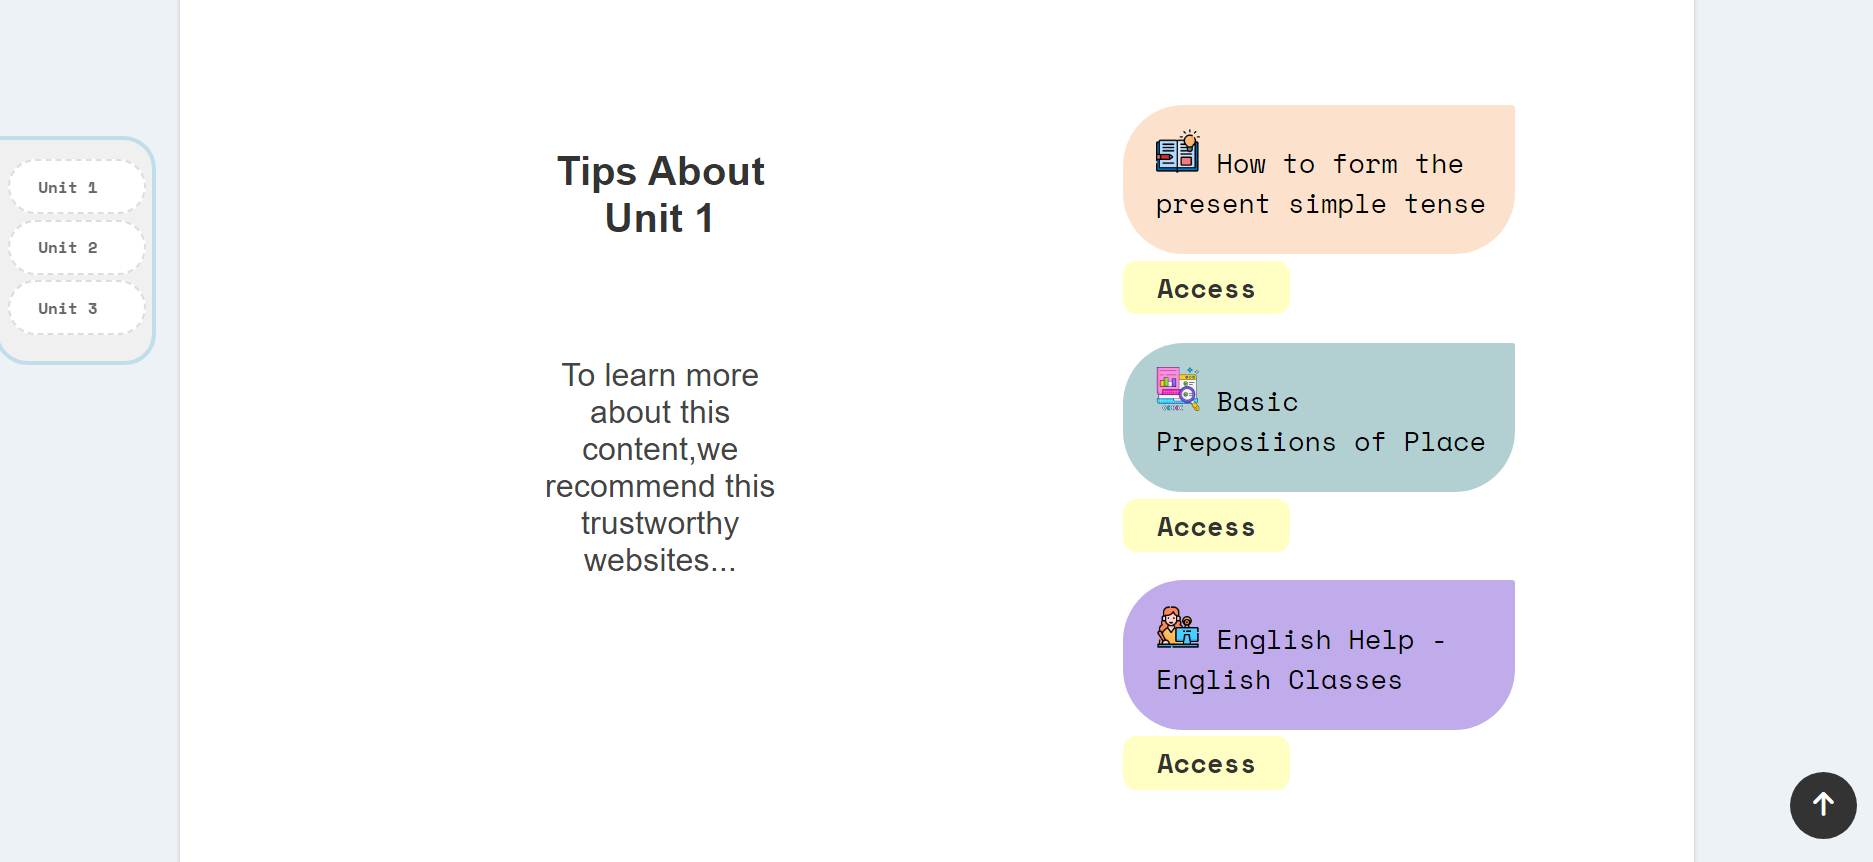 Unit 1
Unit 2
Unit 3
Tips About
Unit 1
To learn more
about this
content,we
recommend this
trustworthy
websites...
How to form the
present simple tense
Access
Basic
Preposiions of Place
Access
English Help -
English Classes
Access